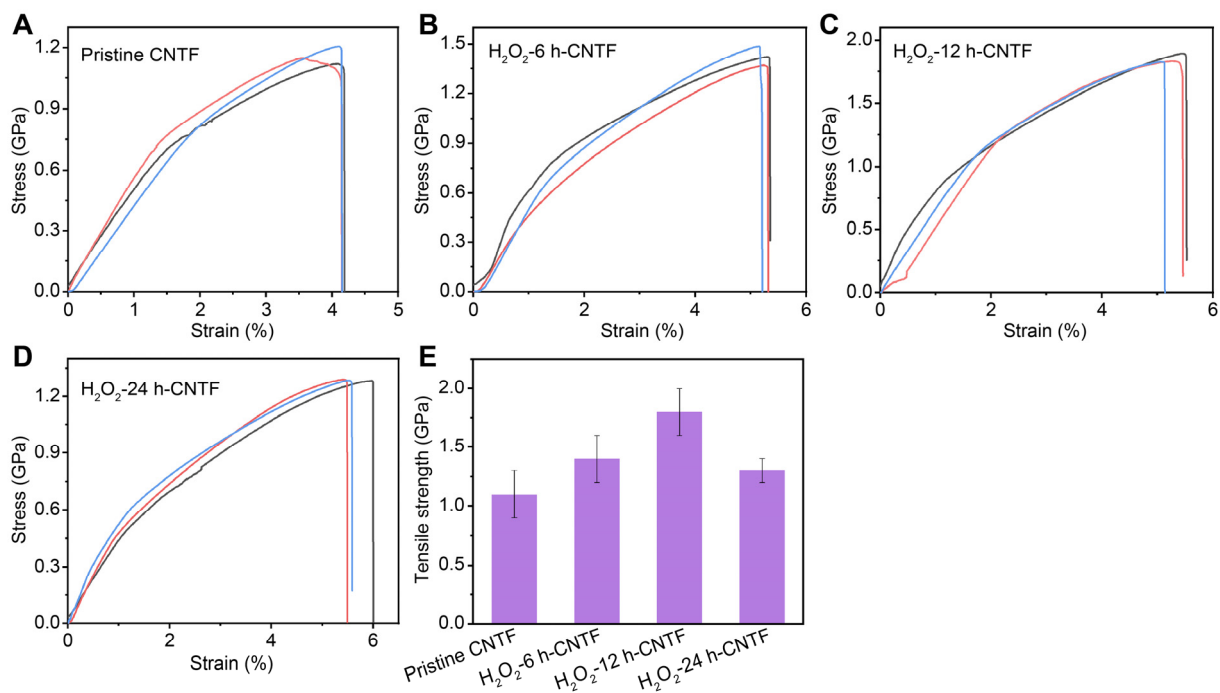 A
Pristine CNTF
Stress (GPa)
1.2
0.9
0.6
0.3
0.0
0 1 2 3 4 5
Strain (%)
B
H₂O₂-6 h-CNTF
Stress (GPa)
1.5
1.2
0.9
0.6
0.3
0.0
0 2 4 6
Strain (%)
C
H₂O₂-12 h-CNTF
Stress (GPa)
2.0
1.5
1.0
0.5
0.0
0 2 4 6
Strain (%)
D
H₂O₂-24 h-CNTF
Stress (GPa)
1.2
0.9
0.6
0.3
0.0
0 2 4 6
Strain (%)
E
Tensile strength (GPa)
2.0
1.5
1.0
0.5
0.0
Pristine CNTF
H₂O₂-6 h-CNTF
H₂O₂-12 h-CNTF
H₂O₂-24 h-CNTF